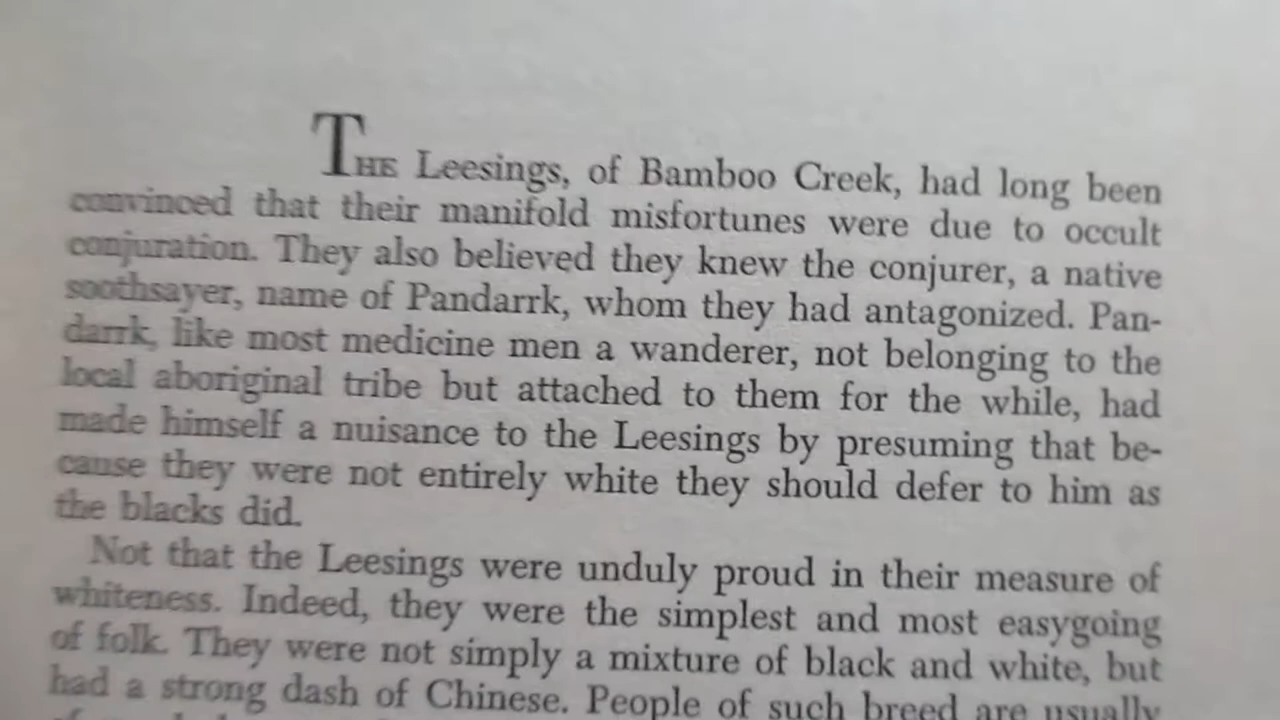 THE Leesings, of Bamboo Creek, had long been
convinced that their manifold misfortunes were due to occult
conjuration. They also believed they knew the conjurer, a native
soothsayer, name of Pandarrk, whom they had antagonized. Pan-
darrk, like most medicine men a wanderer, not belonging to the
local aboriginal tribe but attached to them for the while, had
made himself a nuisance to the Leesings by presuming that be-
cause they were not entirely white they should defer to him as
the blacks did.
Not that the Leesings were unduly proud in their measure of
whiteness. Indeed, they were the simplest and most easygoing
of folk. They were not simply a mixture of black and white, but
had a strong dash of Chinese. People of such breed are usually